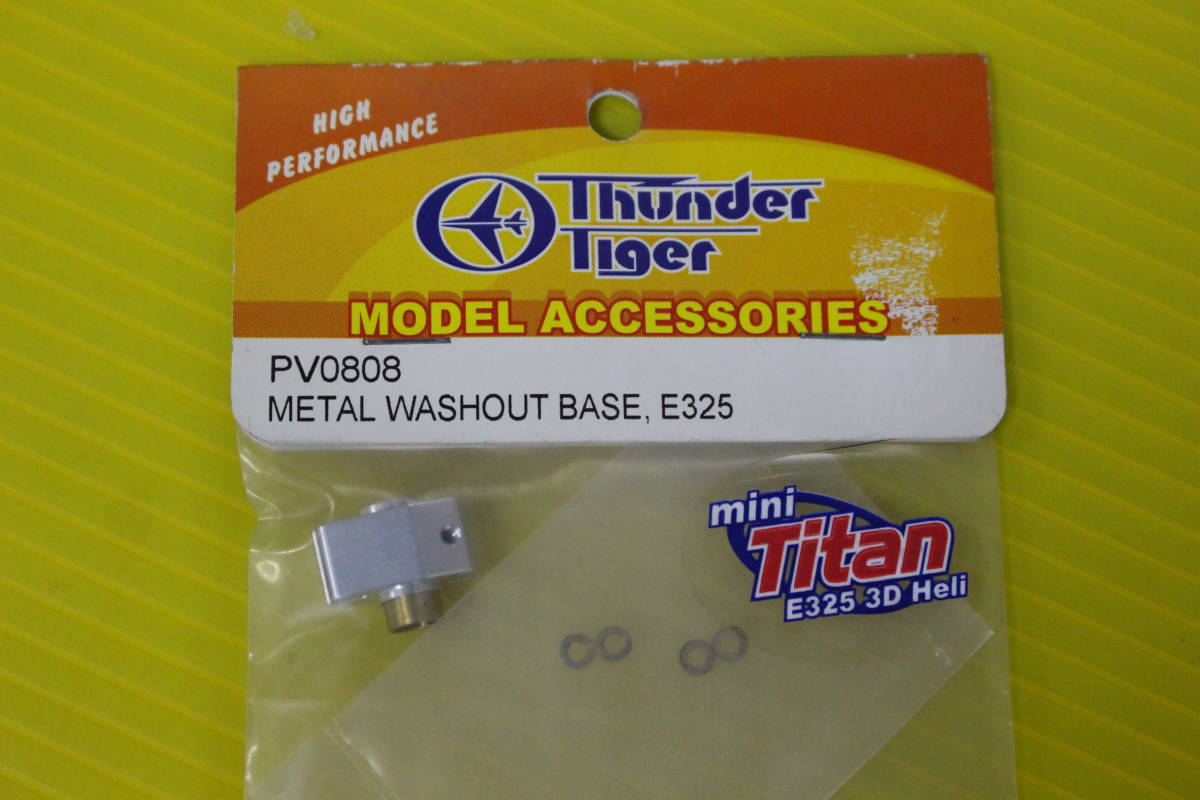 HIGH
PERFORMANCE
Thunder
Tiger
MODEL ACCESSORIES
PV0808
METAL WASHOUT BASE, E325
mini
Titan
E325 3D Heli